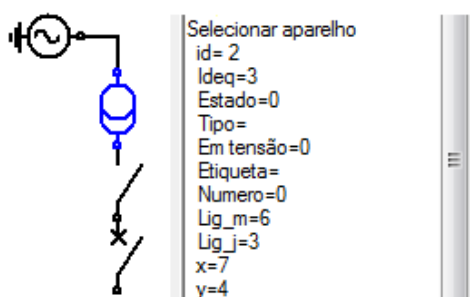 Selecionar aparelho
id= 2
Ideq=3
Estado=0
Tipo=
Em tensão=0
Etiqueta=
Numero=0
Lig_m=6
Lig_j=3
x=7
y=4